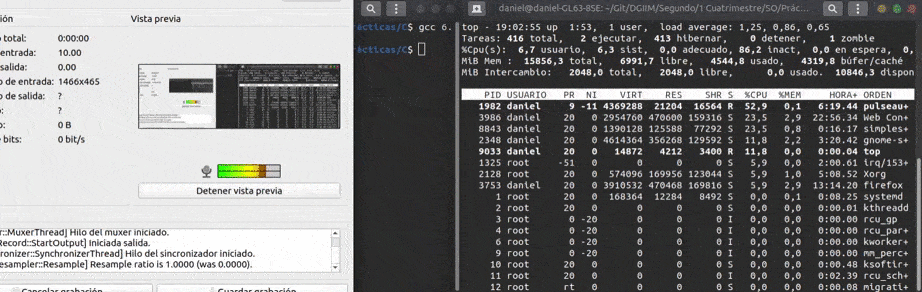 ión
Vista previa
o total:
0:00:00
entrada:
10.00
salida:
0.00
o de entrada:
1466x465
o de salida:
?
o:
?
o:
0 B
e bits:
0 bit/s
Detener vista previa
r::MuxerThread] Hilo del muxer iniciado.
Record::StartOutput] Iniciada salida.
hronizer::SynchronizerThread] Hilo del sincronizador iniciado.
esampler::Resample] Resample ratio is 1.0000 (was 0.0000).
Cancelar grabación
Guardar grabación
rácticas/C$ gcc 6.
rácticas/C$
daniel@daniel-GL63-8SE: ~/Git/DGIIM/Segundo/1 Cuatrimestre/SO/Prác...
top - 19:02:55 up 1:53, 1 user, load average: 1,25, 0,86, 0,65
Tareas: 416 total, 2 ejecutar, 413 hibernar, 0 detener, 1 zombie
%Cpu(s): 6,7 usuario, 6,3 sist, 0,0 adecuado, 86,2 inact, 0,0 en espera, 0,
MiB Mem : 15856,3 total, 6991,7 libre, 4544,8 usado, 4319,8 búfer/caché
MiB Intercambio: 2048,0 total, 2048,0 libre, 0,0 usado. 10846,3 dispon
PID USUARIO PR NI VIRT RES SHR S %CPU %MEM HORA+ ORDEN
1982 daniel 9 -11 4369288 21204 16564 R 52,9 0,1 6:19.44 pulseau+
3986 daniel 20 0 2954760 470600 159316 S 23,5 2,9 22:56.34 Web Con+
8843 daniel 20 0 1390128 125588 77292 S 23,5 0,8 0:16.17 simples+
2348 daniel 20 0 4614364 356268 129592 S 11,8 2,2 3:20.42 gnome-s+
9033 daniel 20 0 14872 4212 3400 R 11,8 0,0 0:00.04 top
1325 root -51 0 0 0 0 S 5,9 0,0 2:00.61 irq/153+
2128 root 20 0 574096 169956 123044 S 5,9 1,0 5:08.52 Xorg
3753 daniel 20 0 3910532 470468 169816 S 5,9 2,9 13:14.20 firefox
1 root 20 0 168364 12284 8492 S 0,0 0,1 0:08.25 systemd
2 root 20 0 0 0 0 S 0,0 0,0 0:00.01 kthreadd
3 root 0 -20 0 0 0 I 0,0 0,0 0:00.00 rcu_gp
4 root 0 -20 0 0 0 I 0,0 0,0 0:00.00 rcu_par+
6 root 0 -20 0 0 0 I 0,0 0,0 0:00.00 kworker+
9 root 0 -20 0 0 0 I 0,0 0,0 0:00.00 mm_perc+
10 root 20 0 0 0 0 S 0,0 0,0 0:00.48 ksoftir+
11 root 20 0 0 0 0 I 0,0 0,0 0:02.39 rcu_sch+
12 root rt 0 0 0 0 S 0,0 0,0 0:00.08 migrati+